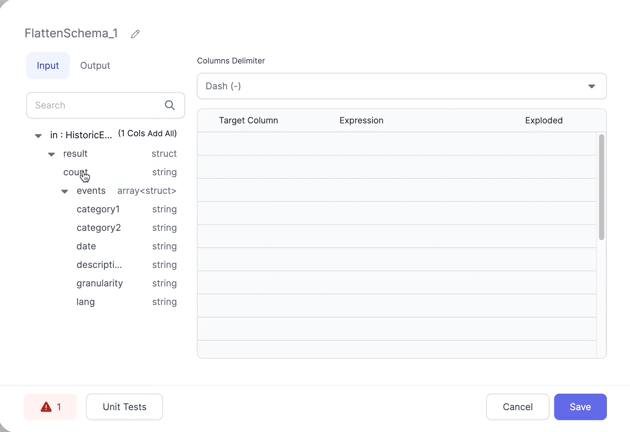 FlattenSchema_1
Input Output
Columns Delimiter
Dash (-)
Search
in : HistoricE... (1 Cols Add All)
result struct
count string
events array<struct>
category1 string
category2 string
date string
descripti... string
granularity string
lang string
Target Column Expression Exploded
1 Unit Tests Cancel Save